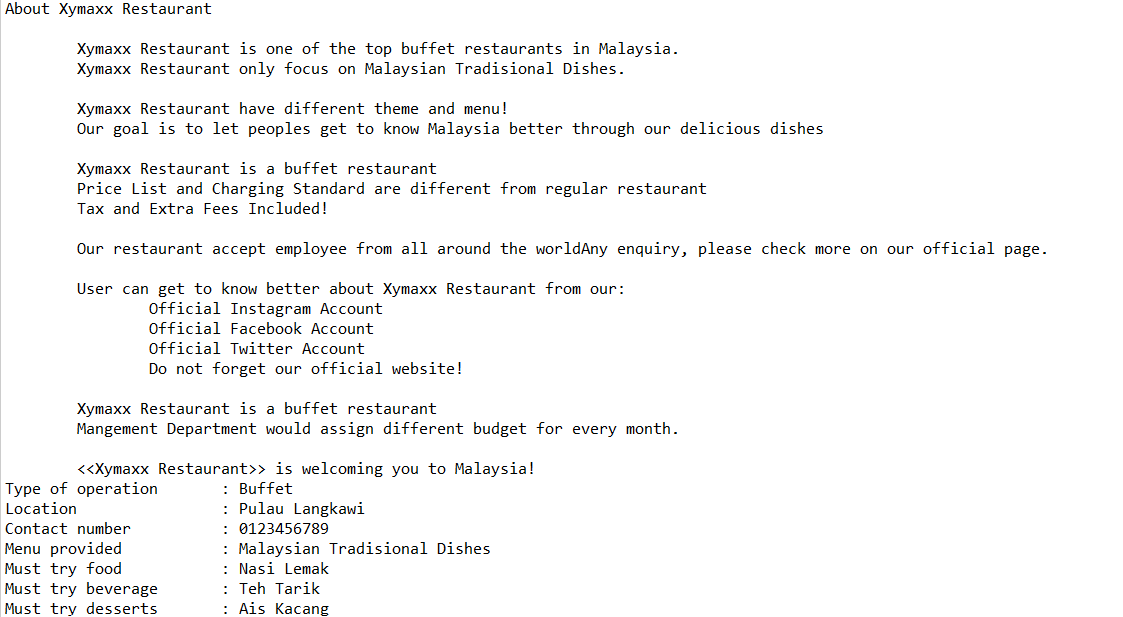 About Xymaxx Restaurant
Xymaxx Restaurant is one of the top buffet restaurants in Malaysia.
Xymaxx Restaurant only focus on Malaysian Tradisional Dishes.
Xymaxx Restaurant have different theme and menu!
Our goal is to let peoples get to know Malaysia better through our delicious dishes
Xymaxx Restaurant is a buffet restaurant
Price List and Charging Standard are different from regular restaurant
Tax and Extra Fees Included!
Our restaurant accept employee from all around the worldAny enquiry, please check more on our official page.
User can get to know better about Xymaxx Restaurant from our:
Official Instagram Account
Official Facebook Account
Official Twitter Account
Do not forget our official website!
Xymaxx Restaurant is a buffet restaurant
Mangement Department would assign different budget for every month.
<<Xymaxx Restaurant>> is welcoming you to Malaysia!
Type of operation : Buffet
Location : Pulau Langkawi
Contact number : 0123456789
Menu provided : Malaysian Tradisional Dishes
Must try food : Nasi Lemak
Must try beverage : Teh Tarik
Must try desserts : Ais Kacang